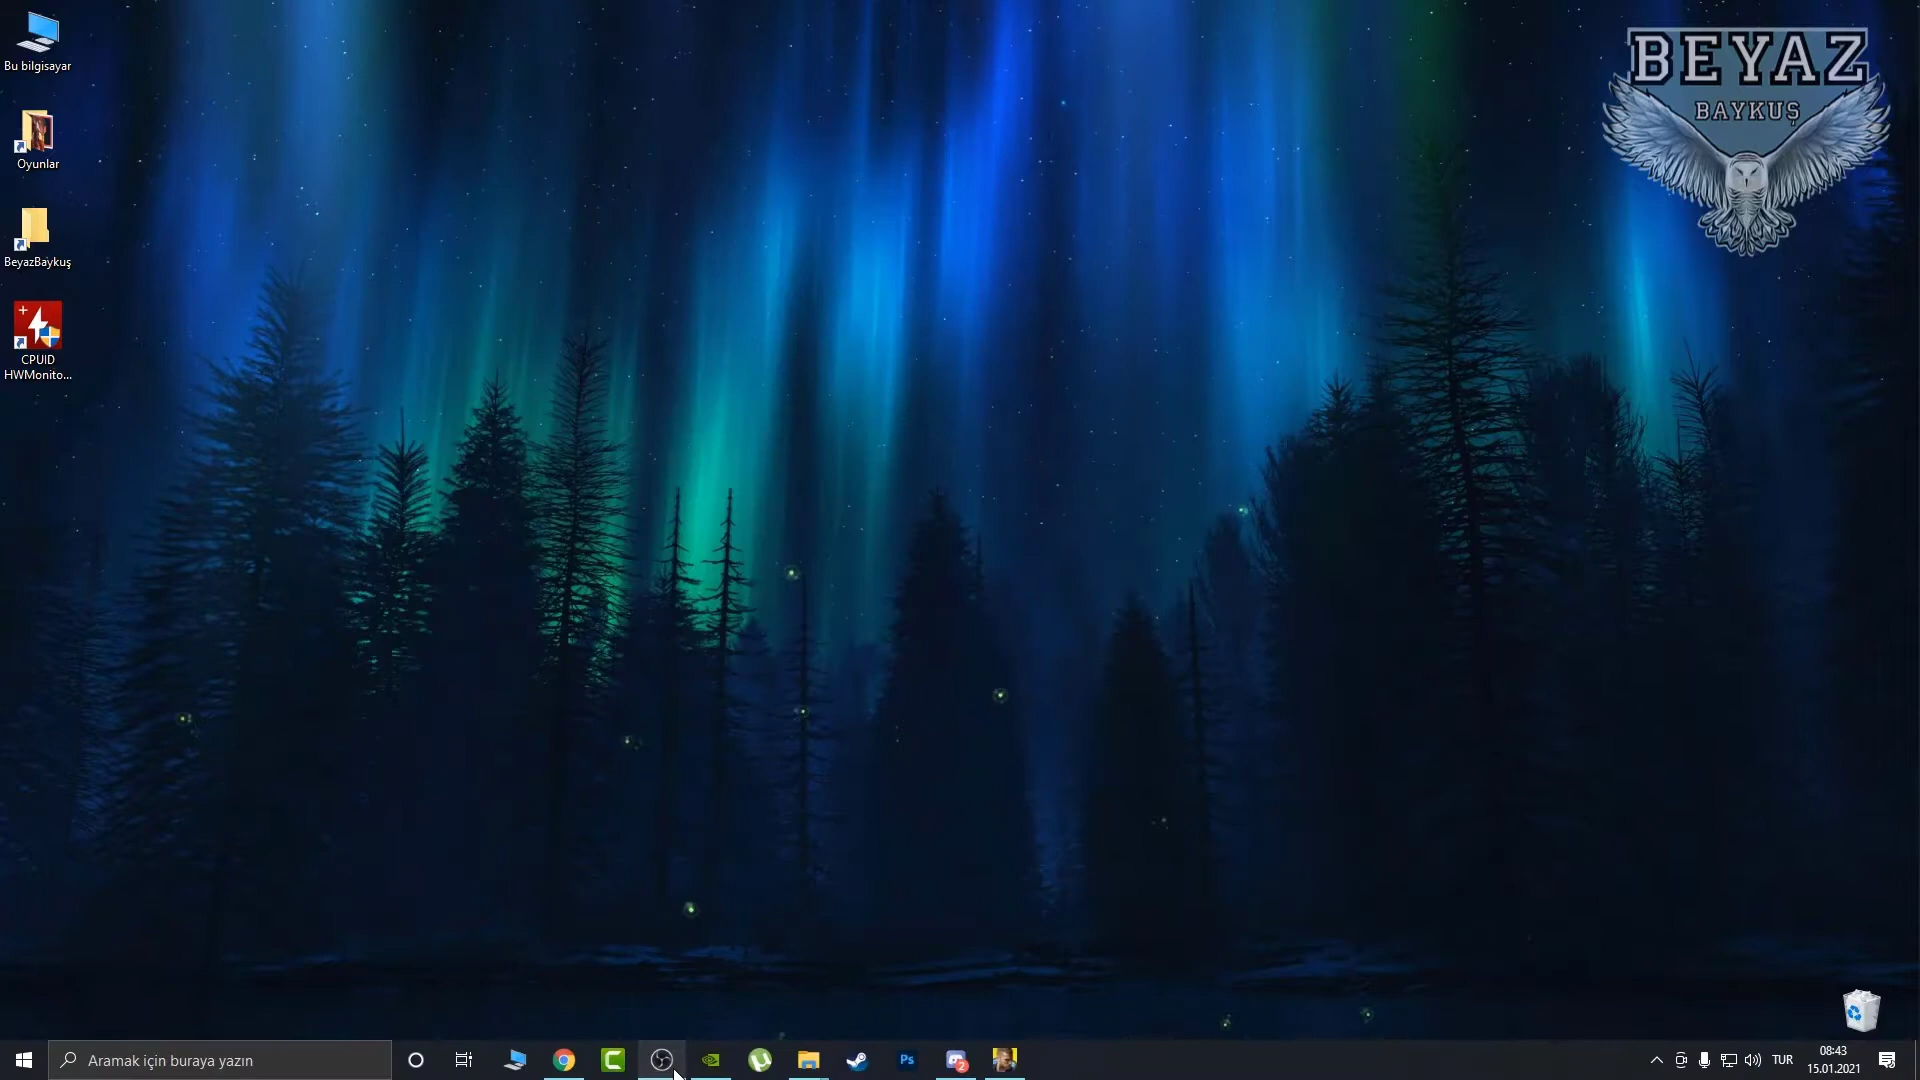 Bu bilgisayar
BEYAZ
BAYKUŞ
Oyunlar
BeyazBaykuş
CPUID
HWMonito...
Aramak için buraya yazın
Ps
2
TUR
08:43
15.01.2021